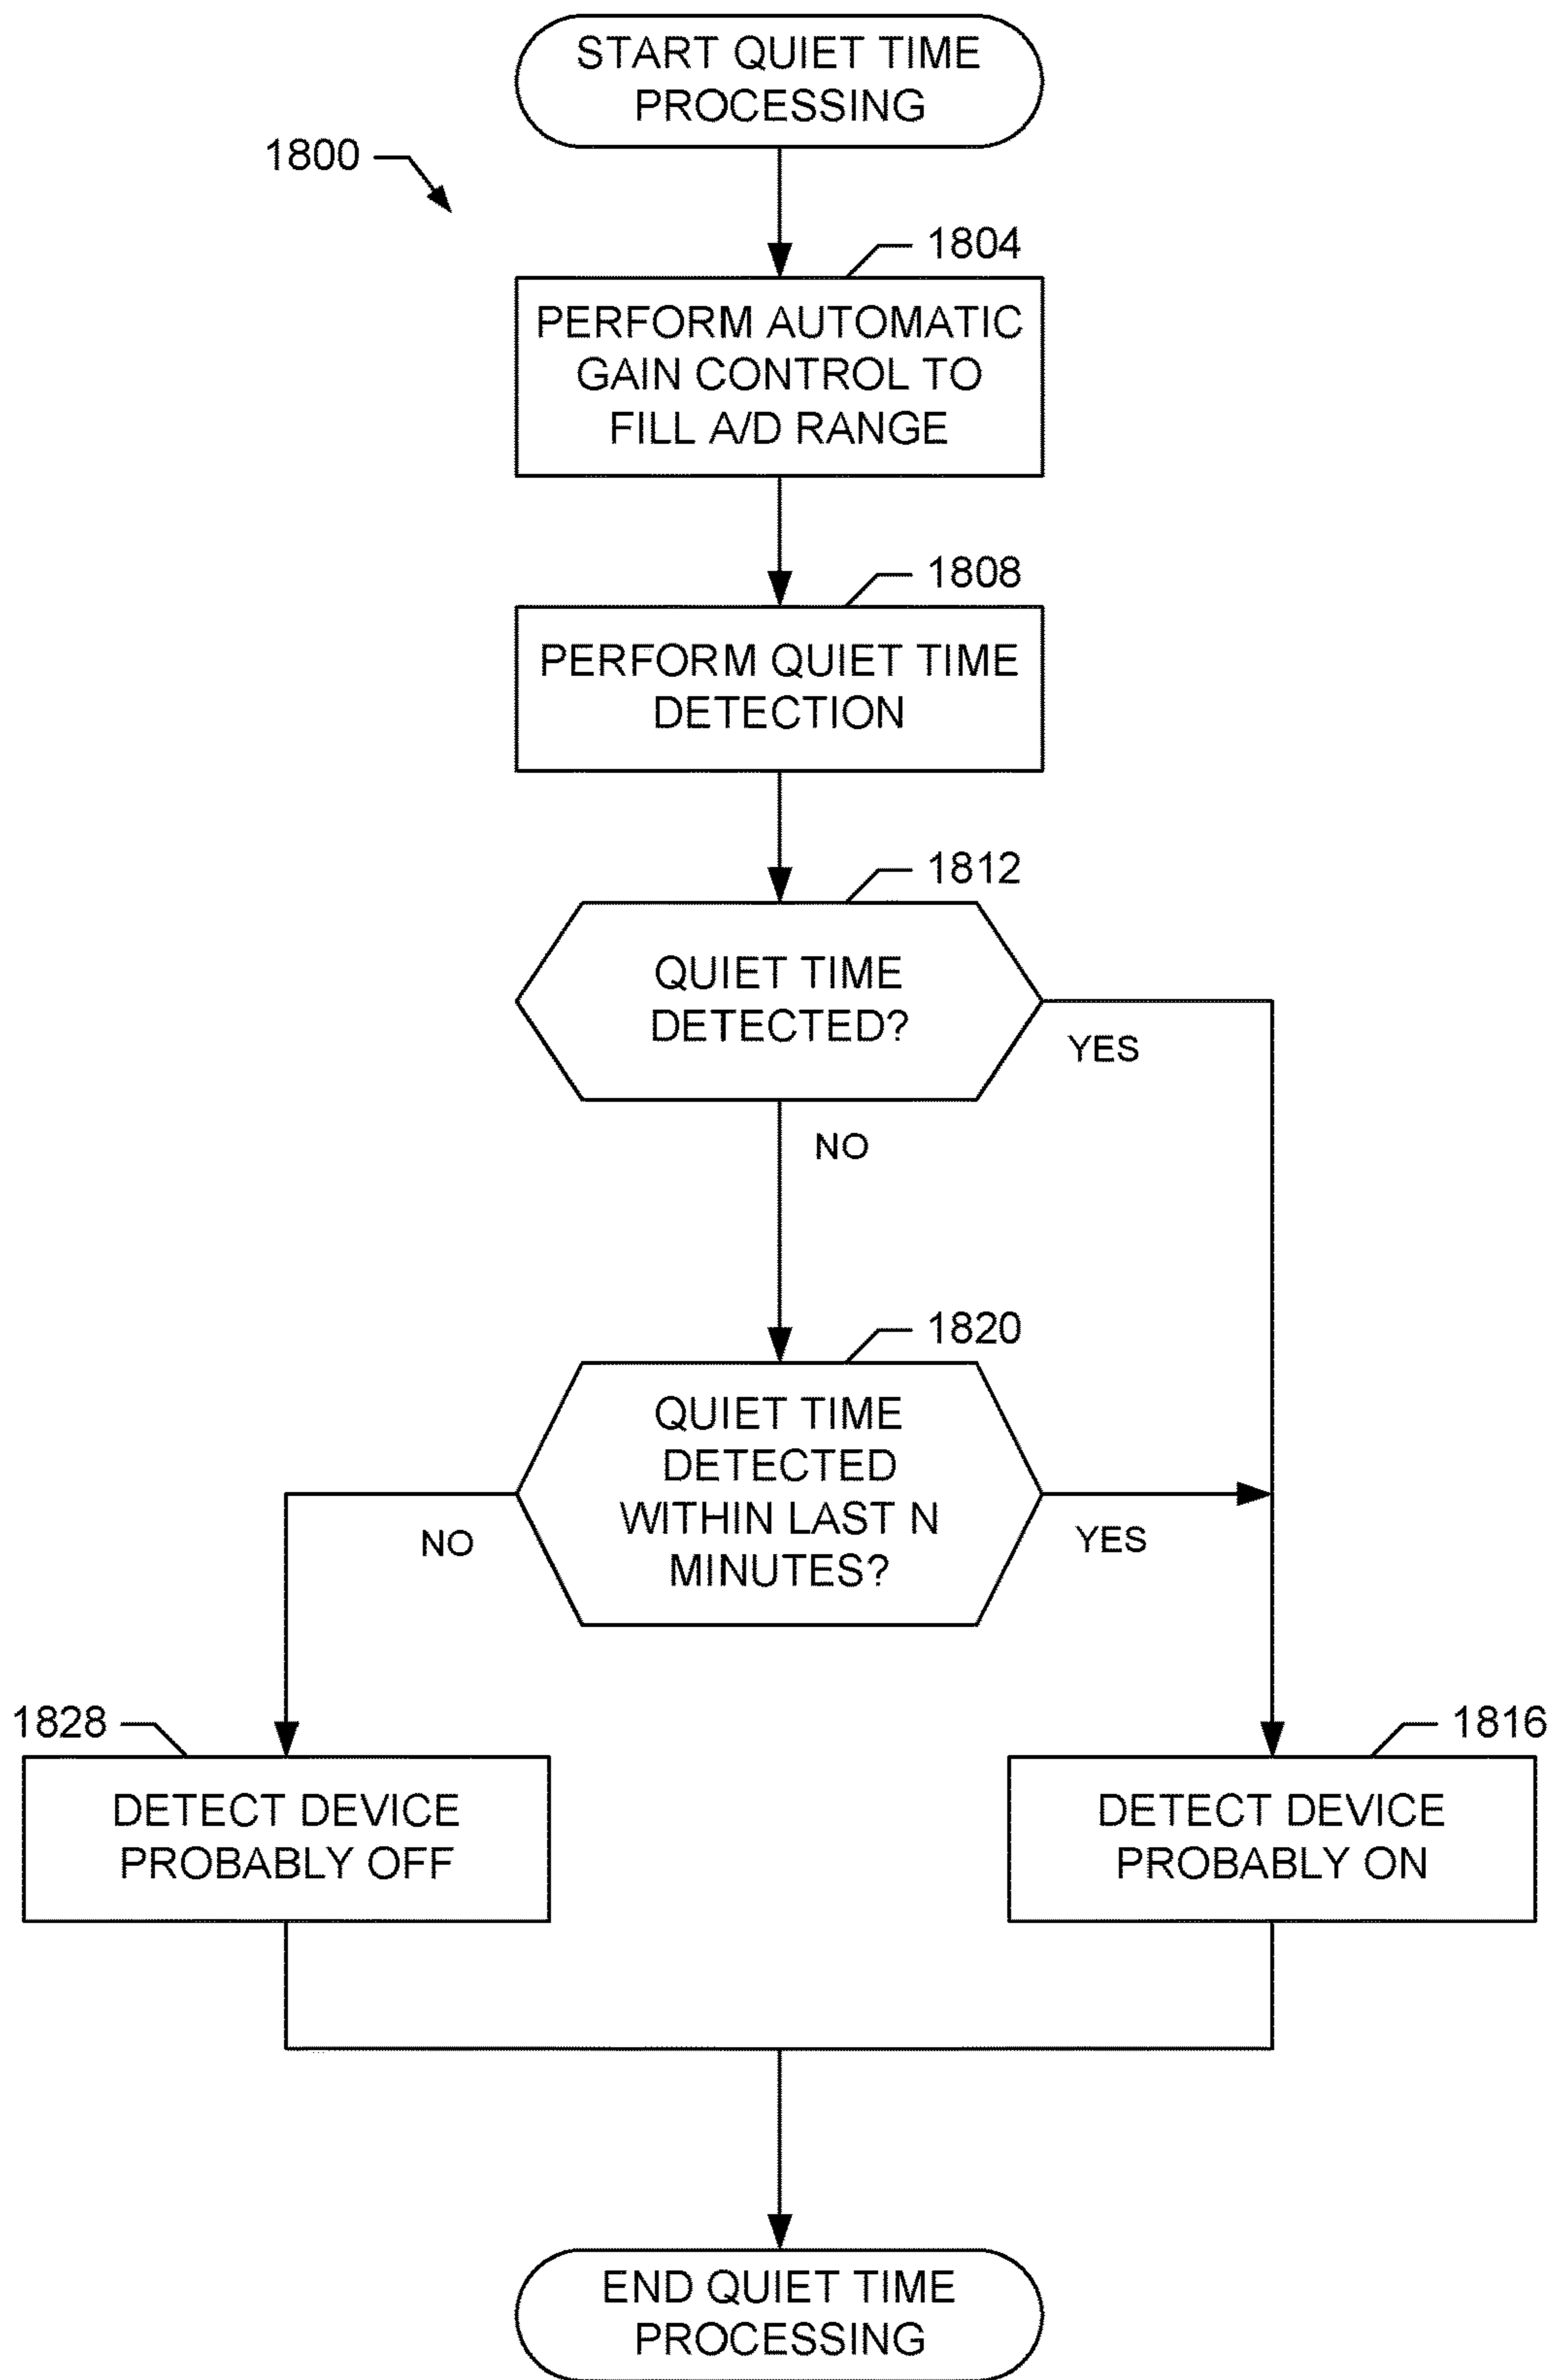 START QUIET TIME
PROCESSING
1800
1804
PERFORM AUTOMATIC
GAIN CONTROL TO
FILL A/D RANGE
1808
PERFORM QUIET TIME
DETECTION
1812
QUIET TIME
DETECTED?
YES
NO
1820
QUIET TIME
DETECTED
WITHIN LAST N
MINUTES?
NO
YES
1828
DETECT DEVICE
PROBABLY OFF
1816
DETECT DEVICE
PROBABLY ON
END QUIET TIME
PROCESSING